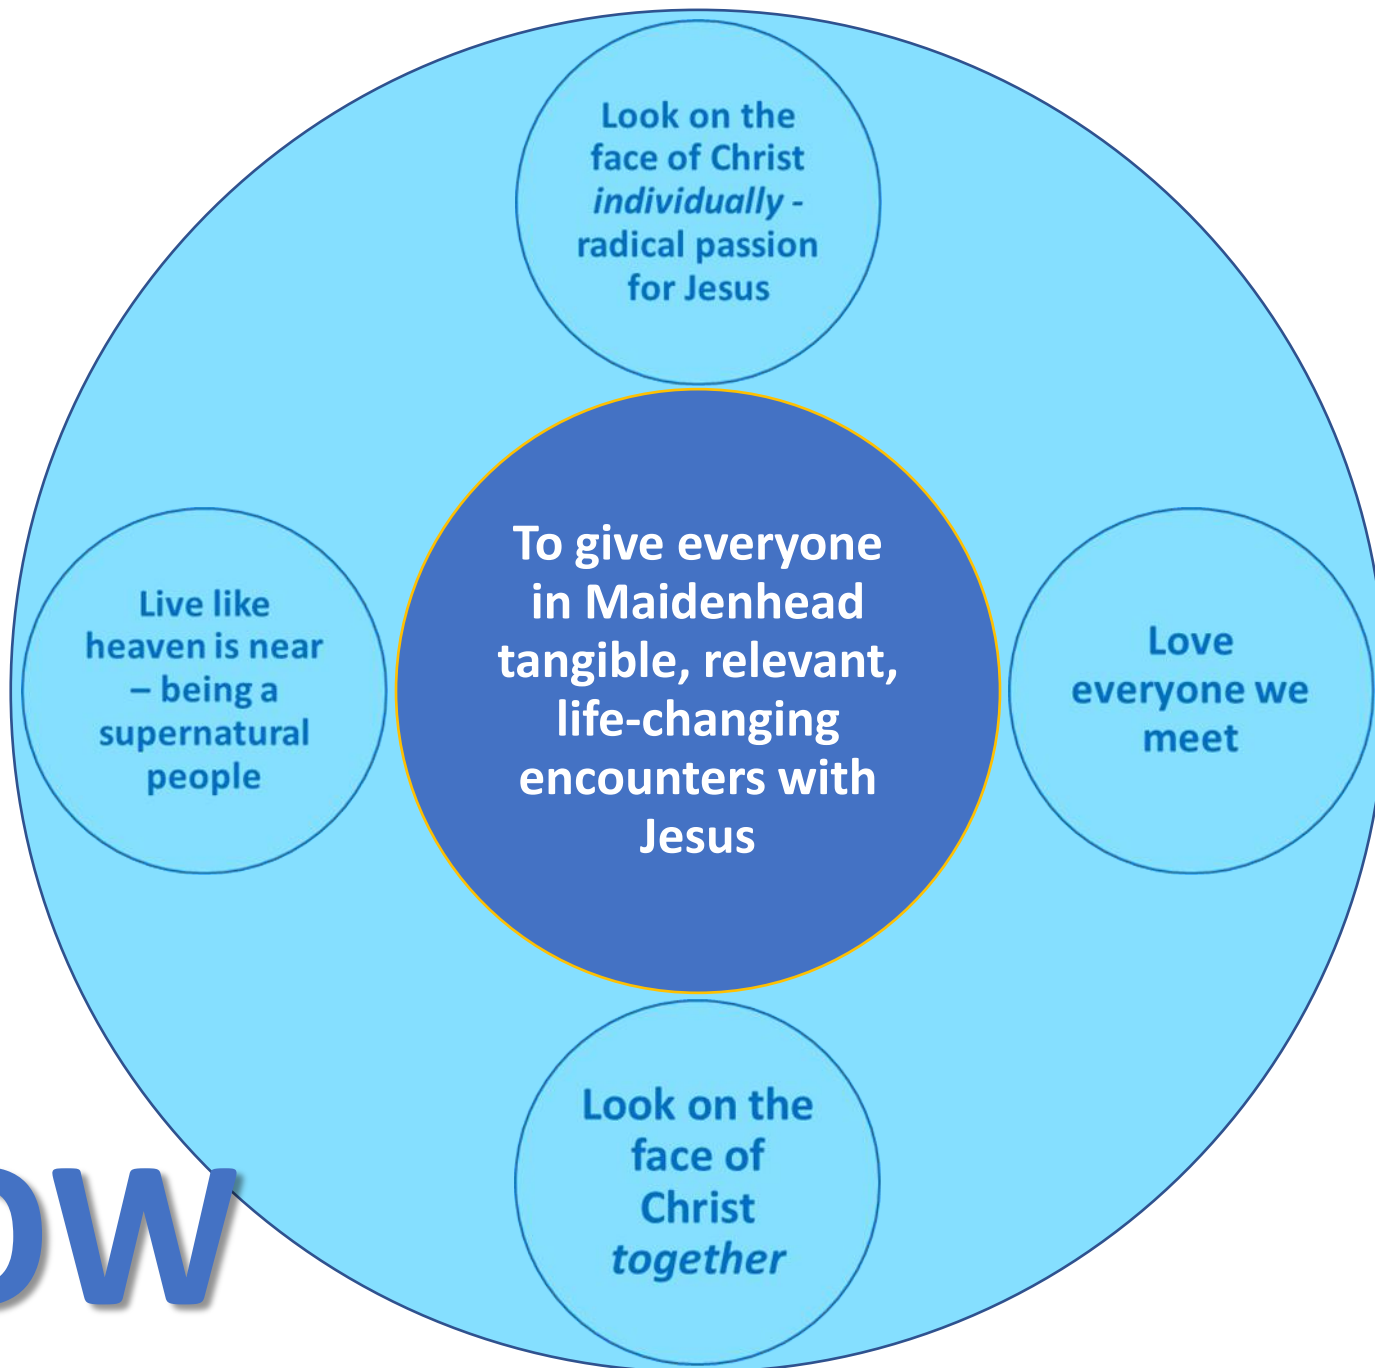 Look on the
face of Christ
individually -
radical passion
for Jesus
To give everyone
in Maidenhead
tangible, relevant,
life-changing
encounters with
Jesus
Live like
heaven is near
– being a
supernatural
people
Love
everyone we
meet
Look on the
face of
Christ
together